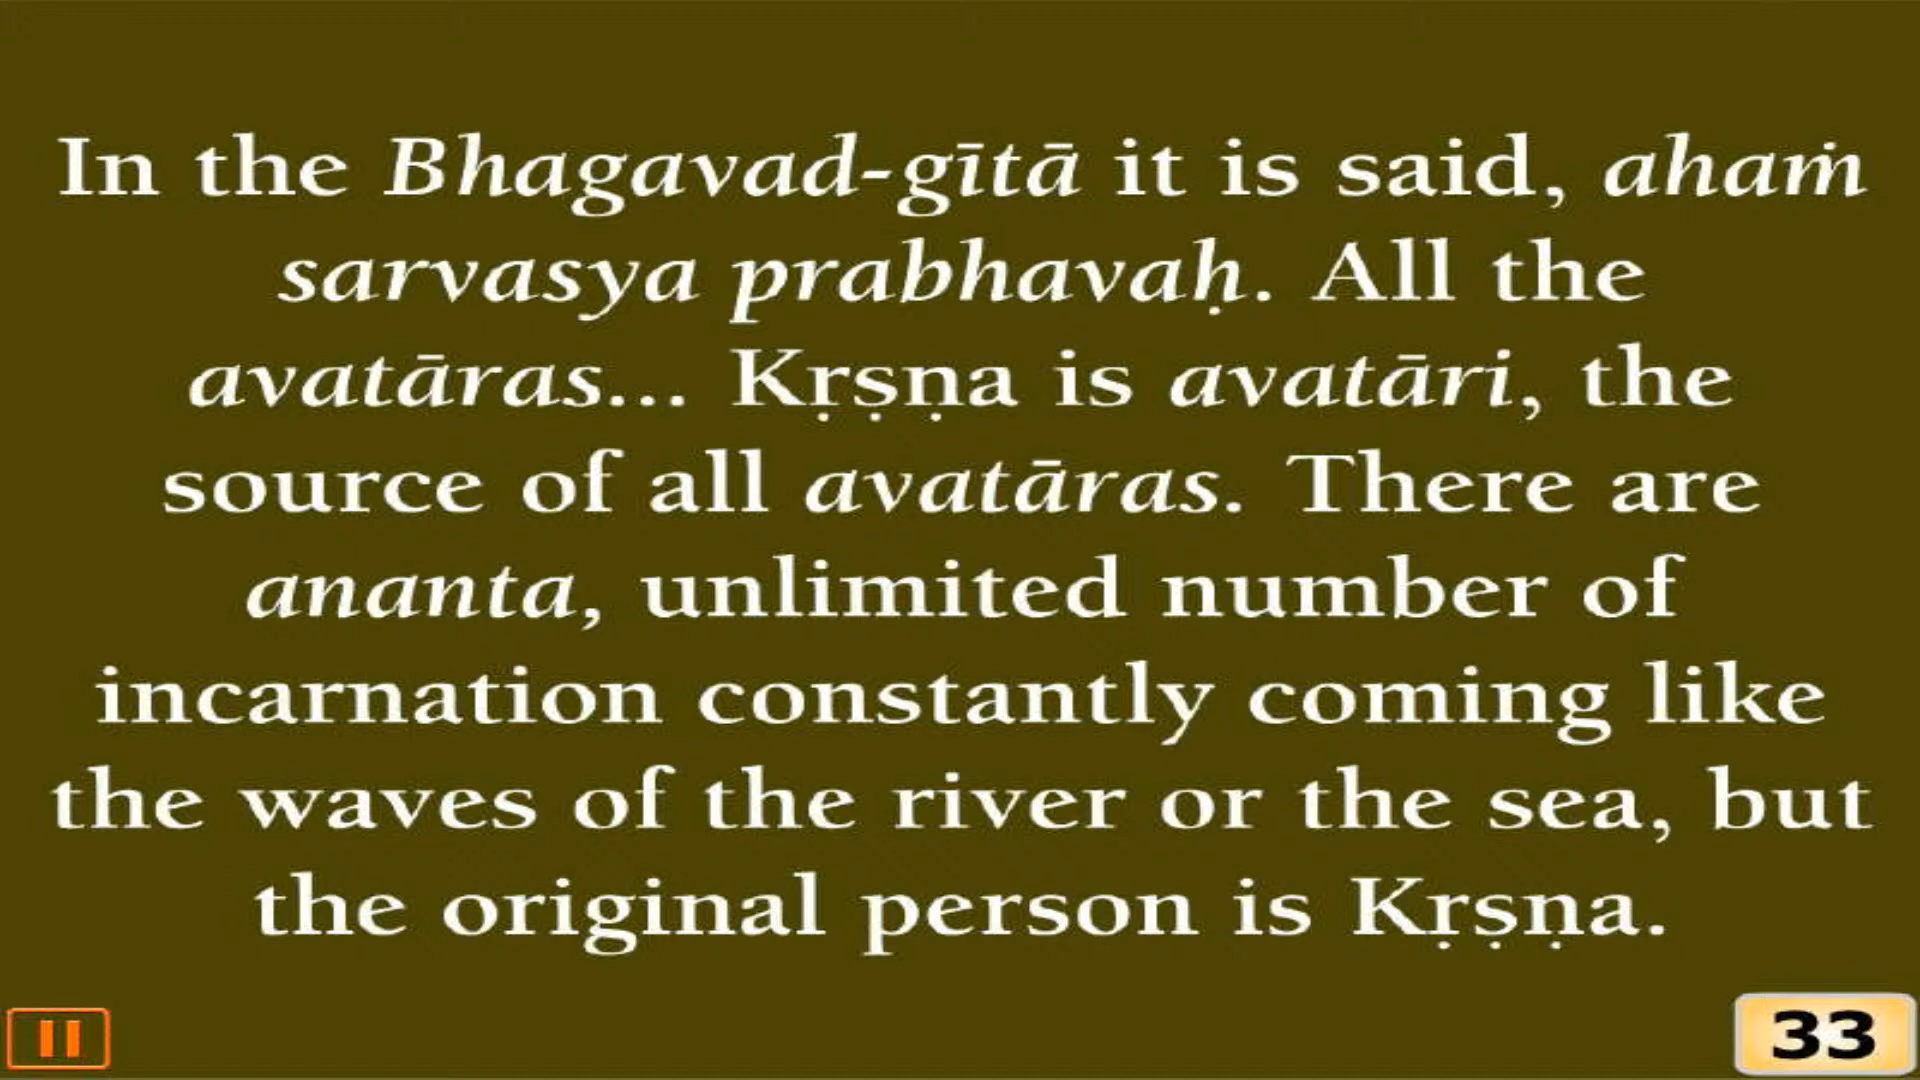 In the Bhagavad-gītā it is said, ahaṁ
sarvasya prabhavaḥ. All the
avatāras... Kṛṣṇa is avatāri, the
source of all avatāras. There are
ananta, unlimited number of
incarnation constantly coming like
the waves of the river or the sea, but
the original person is Kṛṣṇa.
33